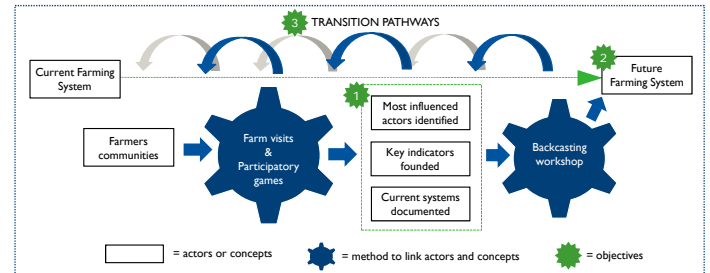 3 TRANSITION PATHWAYS
Current Farming
System
2
Future
Farming System
1
Most influenced
actors identified
Farmers
communities
Farm visits
&
Participatory
games
Key indicators
founded
Backcasting
workshop
Current systems
documented
= actors or concepts
= method to link actors and concepts
= objectives